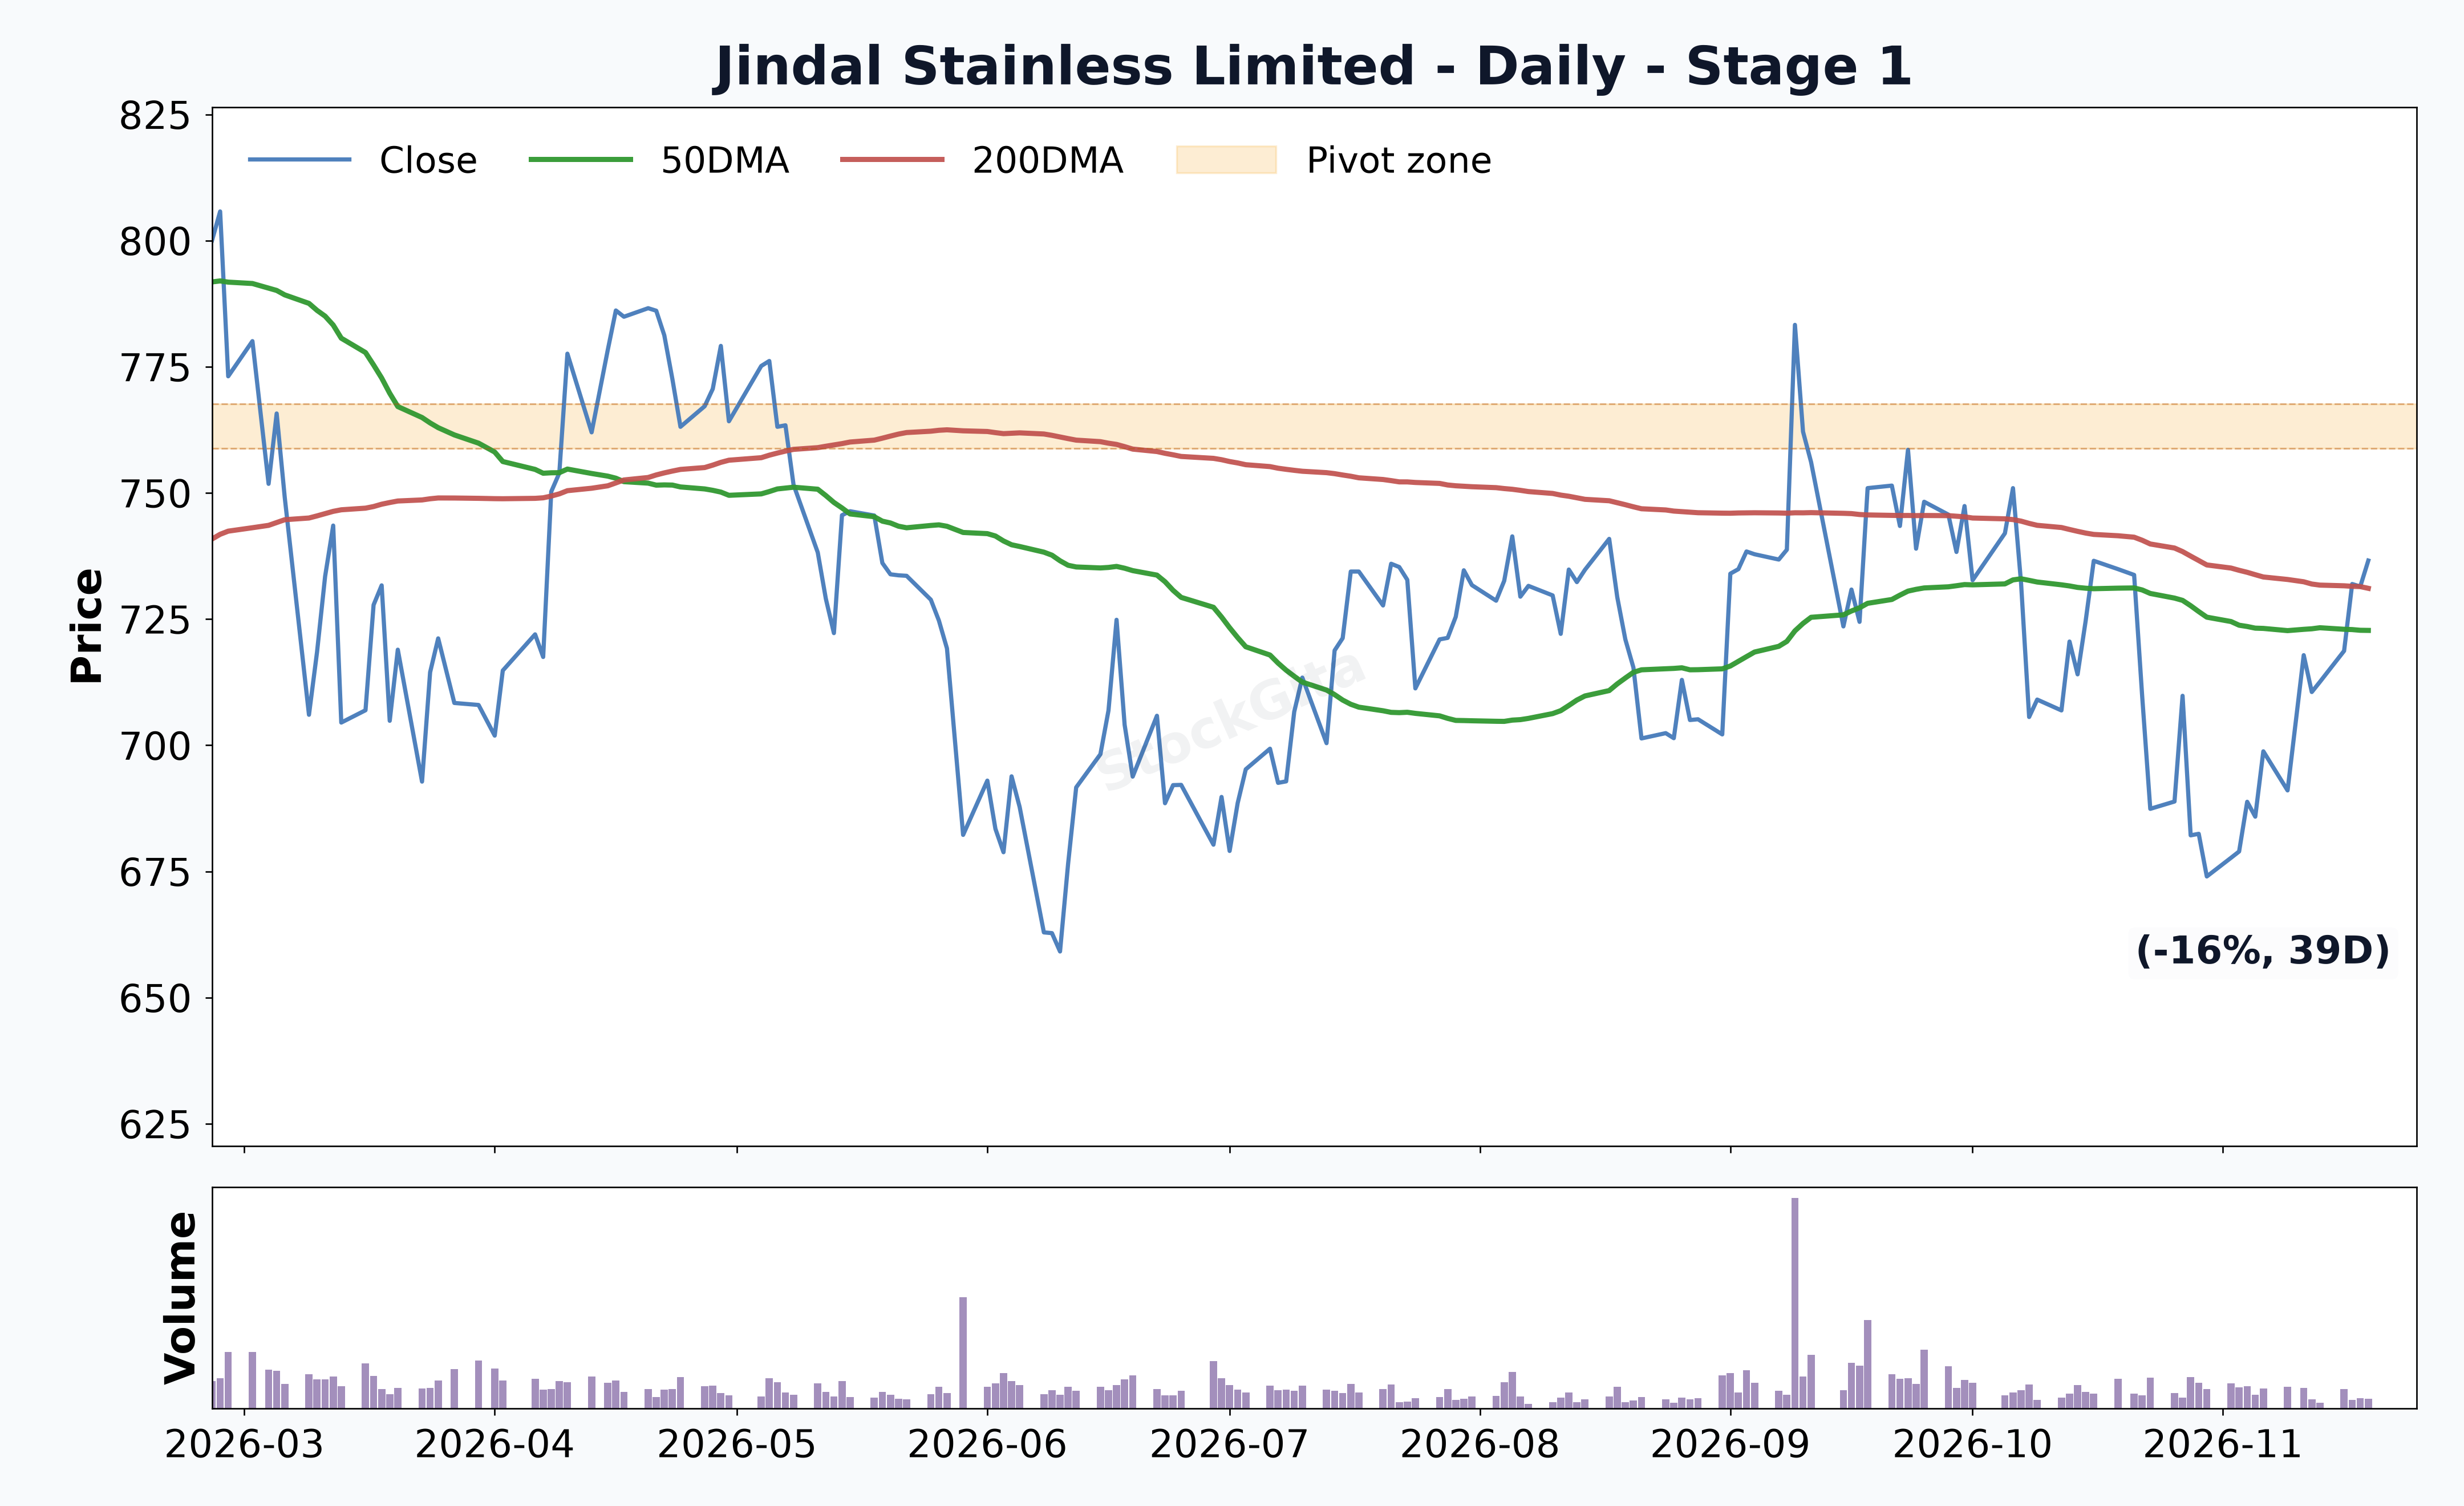 Jindal Stainless Limited - Daily - Stage 1
Close 50DMA 200DMA Pivot zone
825
800
775
750
725
700
675
650
625
Price
StockGita
(-16%, 39D)
Volume
2026-03 2026-04 2026-05 2026-06 2026-07 2026-08 2026-09 2026-10 2026-11